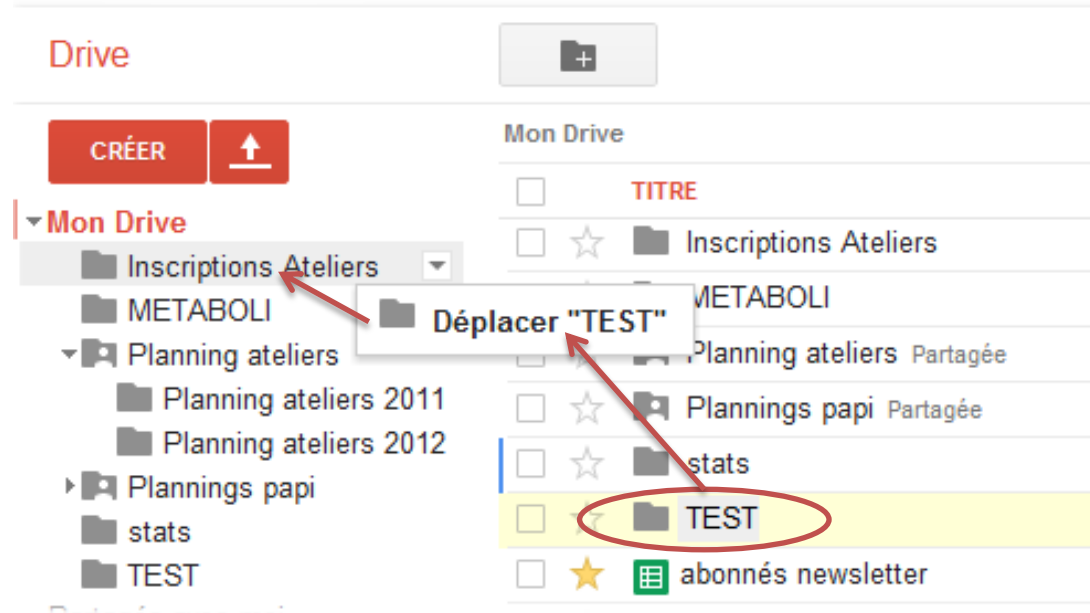 Drive
CRÉER
Mon Drive
Inscriptions Ateliers
METABOLI
Planning ateliers
Planning ateliers 2011
Planning ateliers 2012
Plannings papi
stats
TEST
Mon Drive
TITRE
Inscriptions Ateliers
METABOLI
Déplacer "TEST"
Planning ateliers Partagée
Plannings papi Partagée
stats
TEST
abonnés newsletter